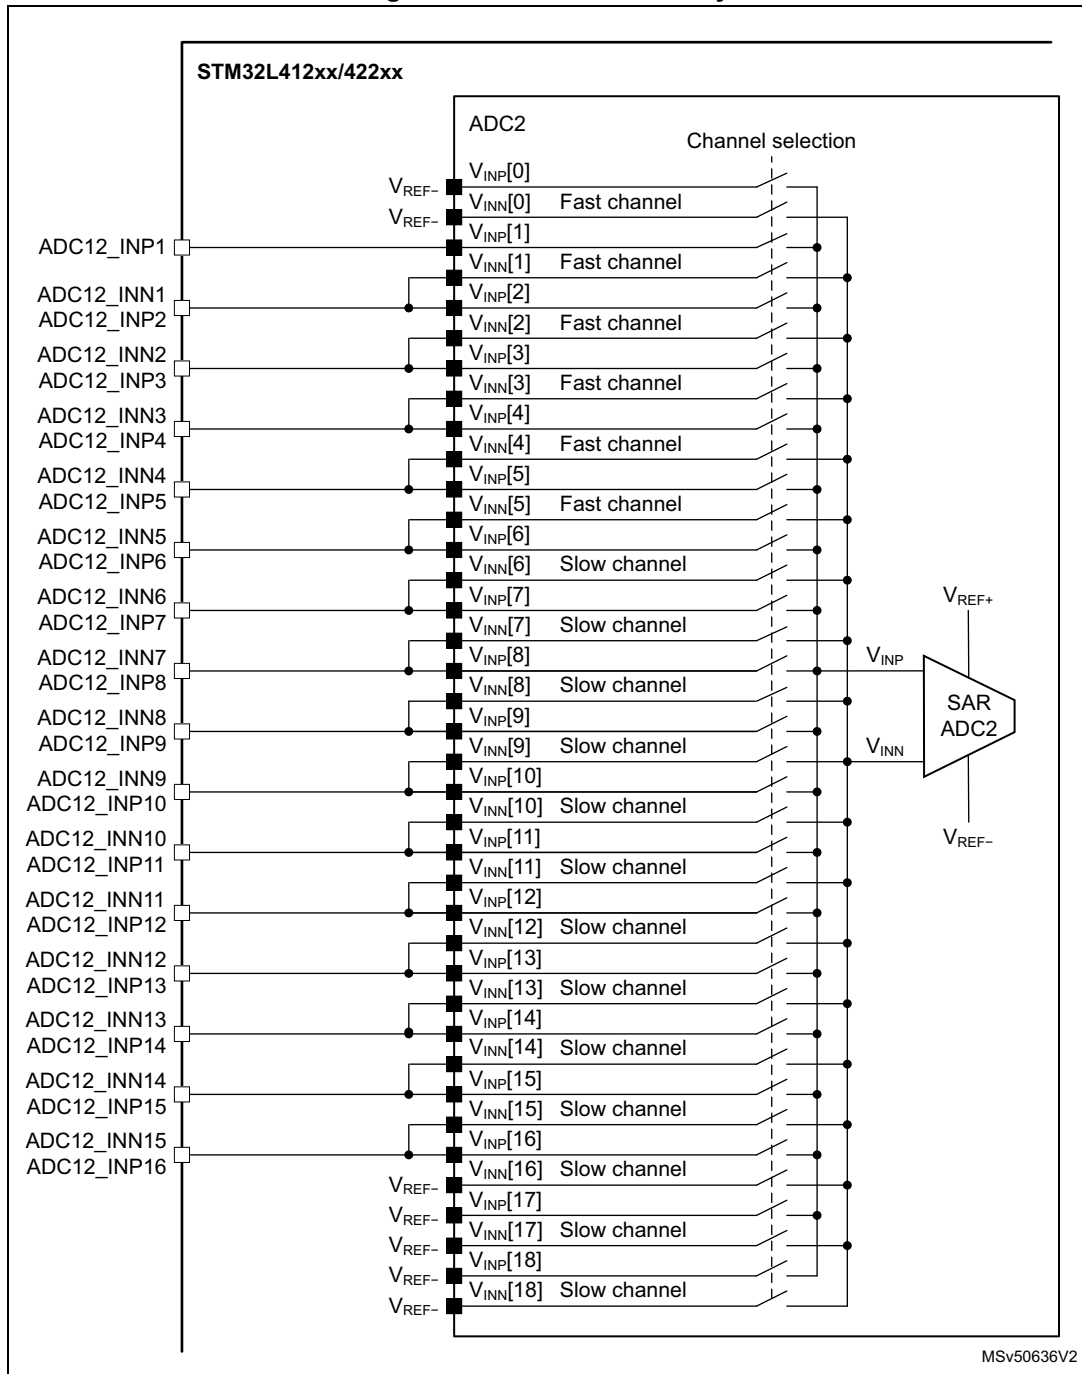 STM32L412xx/422xx
ADC2
Channel selection
VINP[0]
VREF–
VINN[0] Fast channel
VREF–
VINP[1]
ADC12_INP1
VINN[1] Fast channel
ADC12_INN1
VINP[2]
ADC12_INP2
VINN[2] Fast channel
ADC12_INN2
VINP[3]
ADC12_INP3
VINN[3] Fast channel
ADC12_INN3
VINP[4]
ADC12_INP4
VINN[4] Fast channel
ADC12_INN4
VINP[5]
ADC12_INP5
VINN[5] Fast channel
ADC12_INN5
VINP[6]
ADC12_INP6
VINN[6] Slow channel
ADC12_INN6
VINP[7]
VREF+
ADC12_INP7
VINN[7] Slow channel
ADC12_INN7
VINP[8]
VINP
ADC12_INP8
VINN[8] Slow channel
SAR
ADC12_INN8
VINP[9]
ADC2
ADC12_INP9
VINN[9] Slow channel
VINN
ADC12_INN9
VINP[10]
ADC12_INP10
VINN[10] Slow channel
ADC12_INN10
VINP[11]
VREF–
ADC12_INP11
VINN[11] Slow channel
ADC12_INN11
VINP[12]
ADC12_INP12
VINN[12] Slow channel
ADC12_INN12
VINP[13]
ADC12_INP13
VINN[13] Slow channel
ADC12_INN13
VINP[14]
ADC12_INP14
VINN[14] Slow channel
ADC12_INN14
VINP[15]
ADC12_INP15
VINN[15] Slow channel
ADC12_INN15
VINP[16]
ADC12_INP16
VINN[16] Slow channel
VREF–
VINP[17]
VREF–
VINN[17] Slow channel
VREF–
VINP[18]
VREF–
VINN[18] Slow channel
VREF–
MSv50636V2